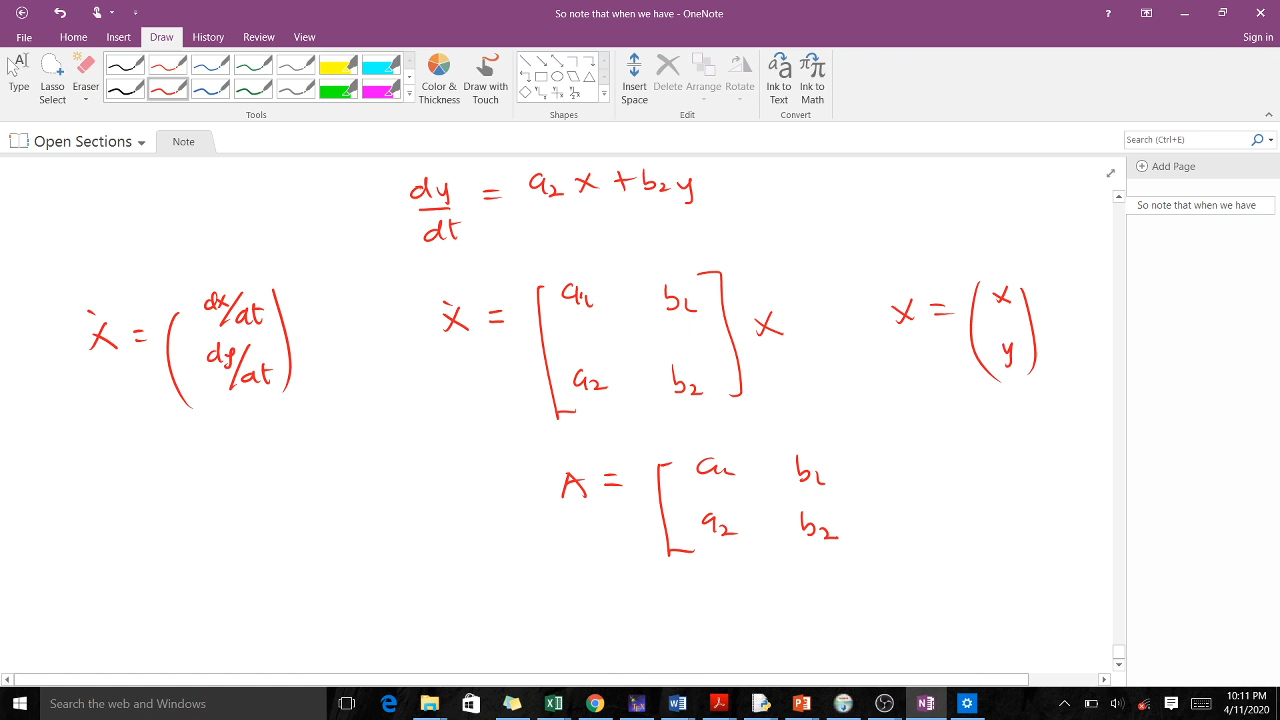 So note that when we have - OneNote
File Home Insert Draw History Review View Sign in
Type Lasso Select Eraser Color & Thickness Draw with Touch Insert Space Delete Arrange Rotate Ink to Text Ink to Math
Tools Shapes Edit Convert
Open Sections Note Search (Ctrl+E)
Add Page
So note that when we have
dy/dt = a2 x + b2 y
Ẋ = (dx/dt dy/dt)
Ẋ = [a1 b1
a2 b2] X
X = (x y)
A = [a1 b1
a2 b2
Search the web and Windows
10:11 PM
4/11/2020